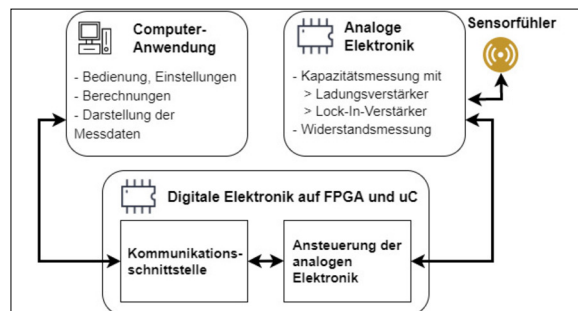 Computer-
Anwendung
- Bedienung, Einstellungen
- Berechnungen
- Darstellung der
Messdaten
Analoge
Elektronik
- Kapazitätsmessung mit
> Ladungsverstärker
> Lock-In-Verstärker
- Widerstandsmessung
Sensorfühler
Digitale Elektronik auf FPGA und uC
Kommunikations-
schnittstelle
Ansteuerung der
analogen
Elektronik